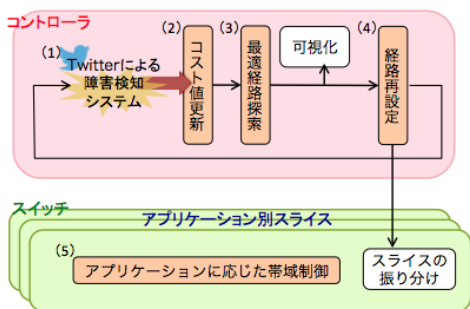 コントローラ
(1)
Twitterによる
障害検知
システム
(2)
コスト値更新
(3)
最適経路探索
可視化
(4)
経路再設定
スイッチ
アプリケーション別スライス
(5)
アプリケーションに応じた帯域制御
スライスの
振り分け